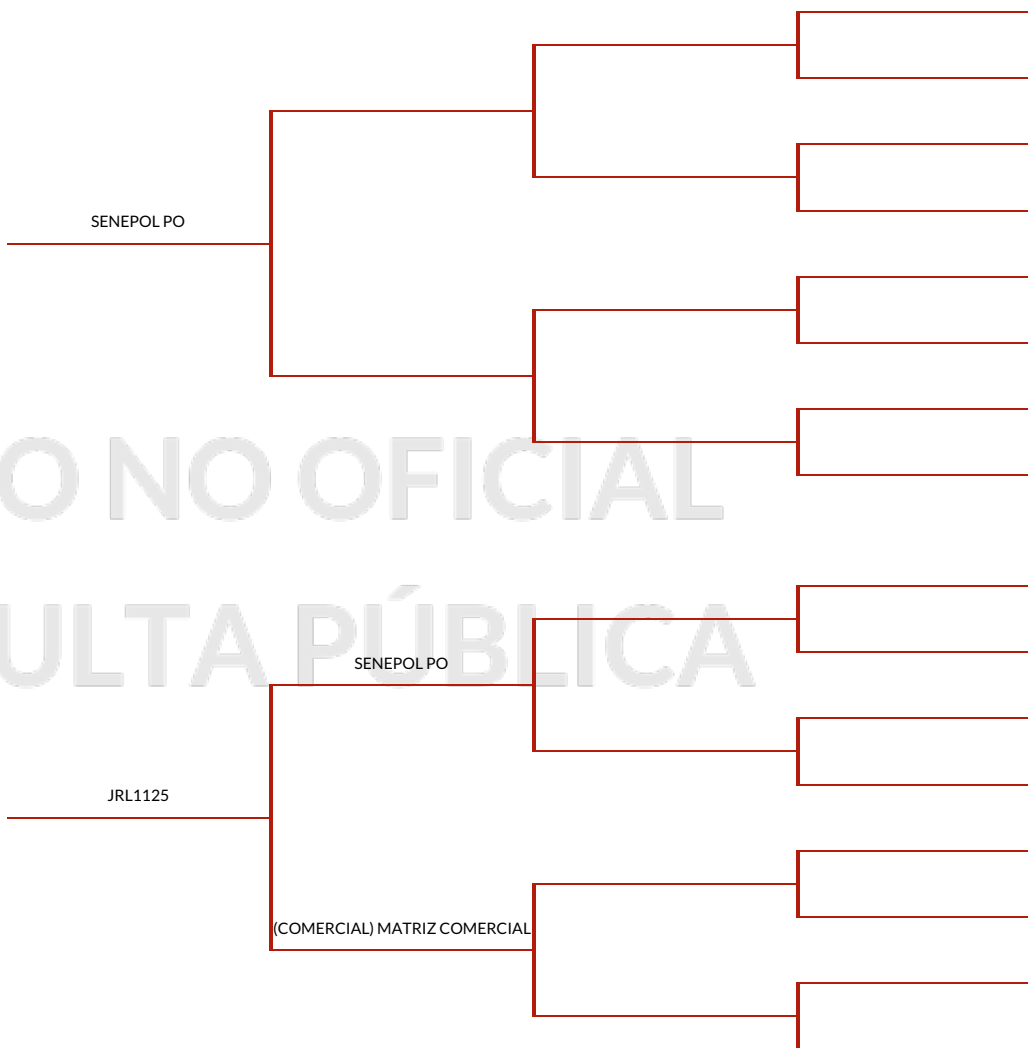 SENEPOL PO
O NO OFICIAL
ULTA PÚBLICA
SENEPOL PO
JRL1125
(COMERCIAL) MATRIZ COMERCIAL